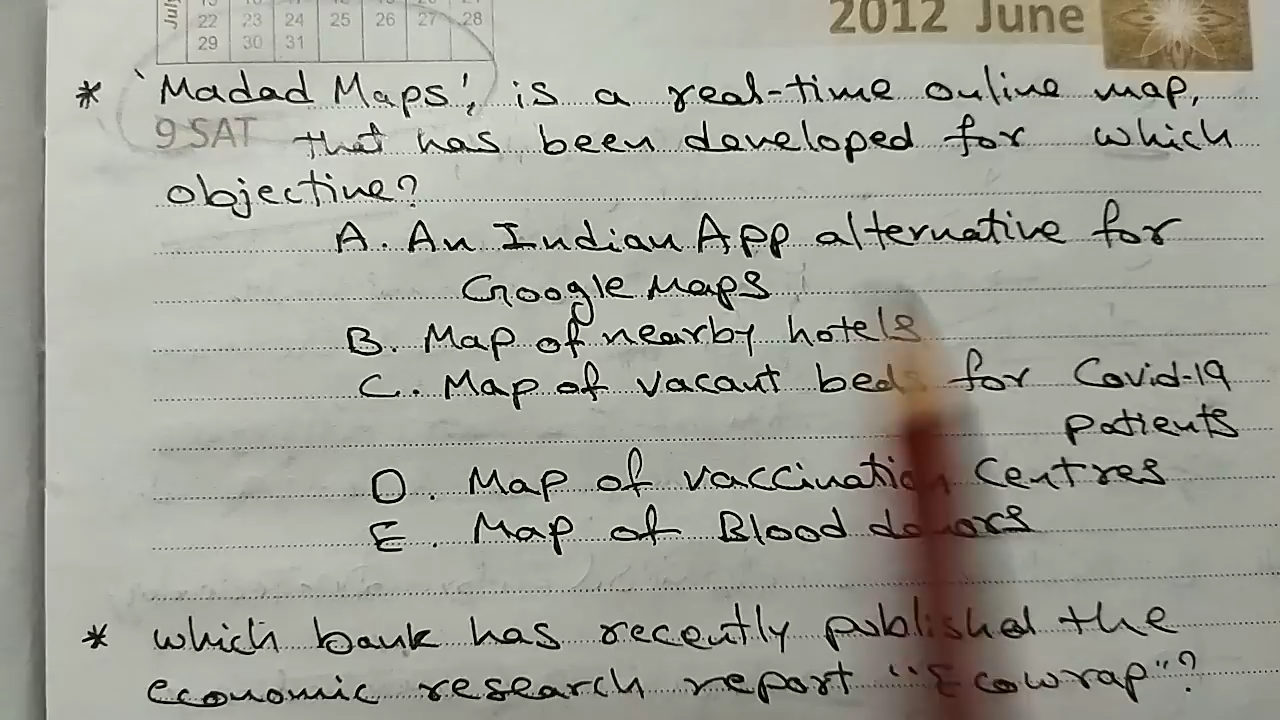 July
22 23 24 25 26 27 28
29 30 31
2012 June
* 'Madad Maps', is a real-time online map,
9 SAT that has been developed for which
objective?
A. An Indian App alternative for
Google Maps
B. Map of nearby hotels
C. Map of vacant beds for Covid-19
patients
D. Map of vaccination Centres
E. Map of Blood donors
* which bank has recently published the
economic research report "Ecowrap"?